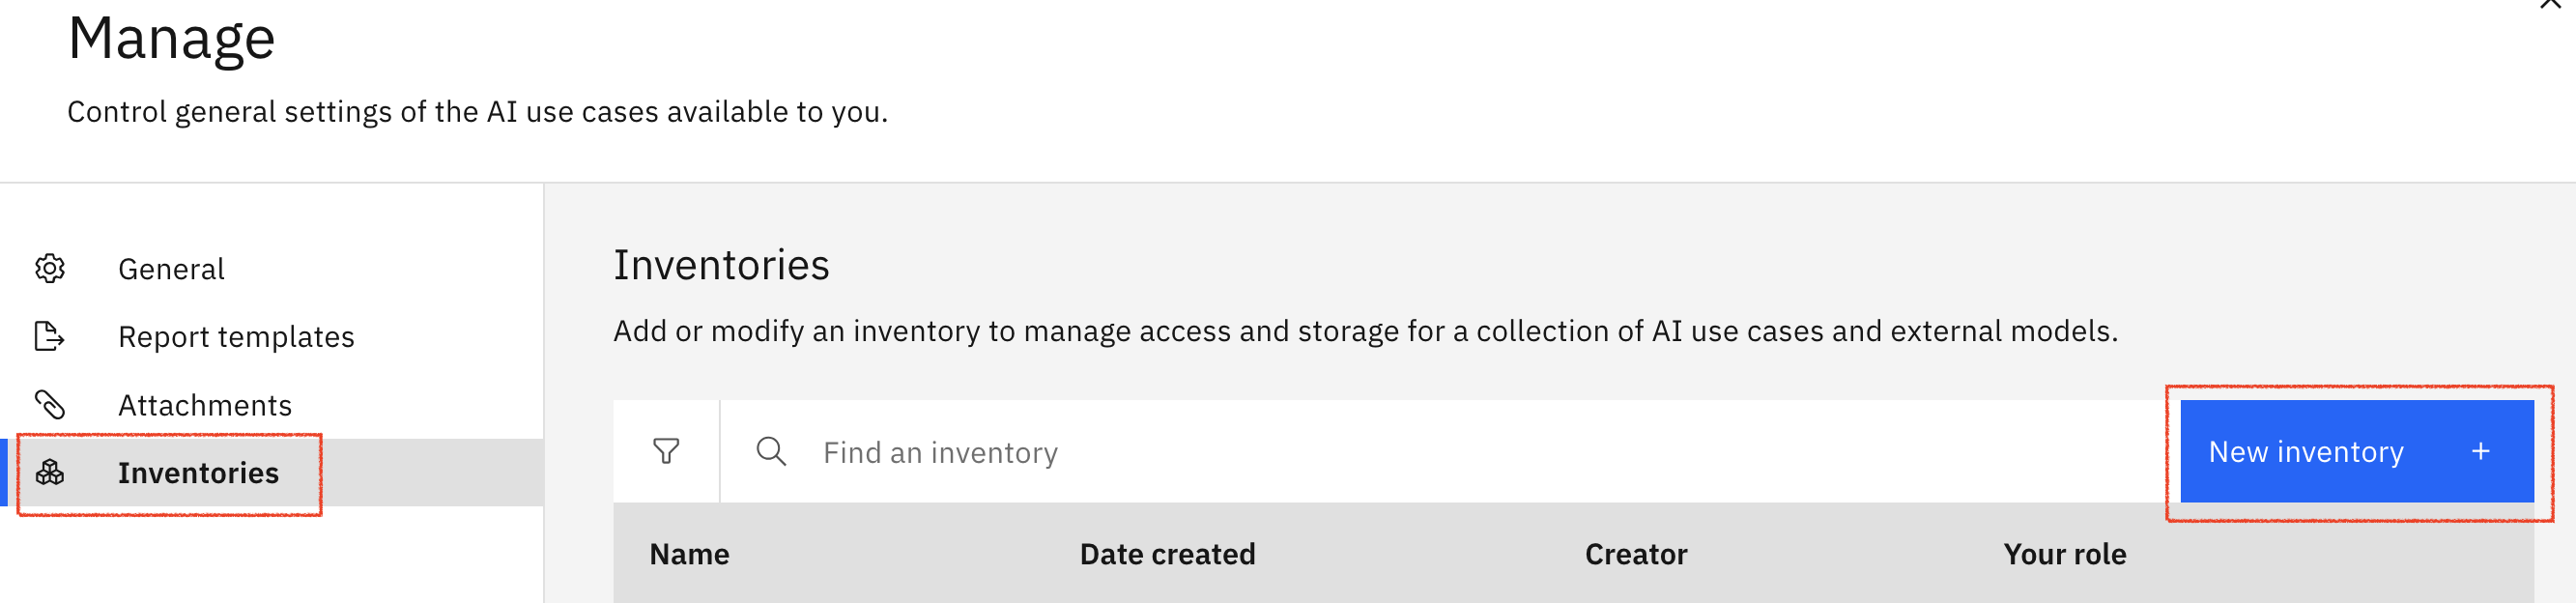 Manage
Control general settings of the AI use cases available to you.
General
Report templates
Attachments
Inventories
Inventories
Add or modify an inventory to manage access and storage for a collection of AI use cases and external models.
Find an inventory
New inventory +
Name Date created Creator Your role